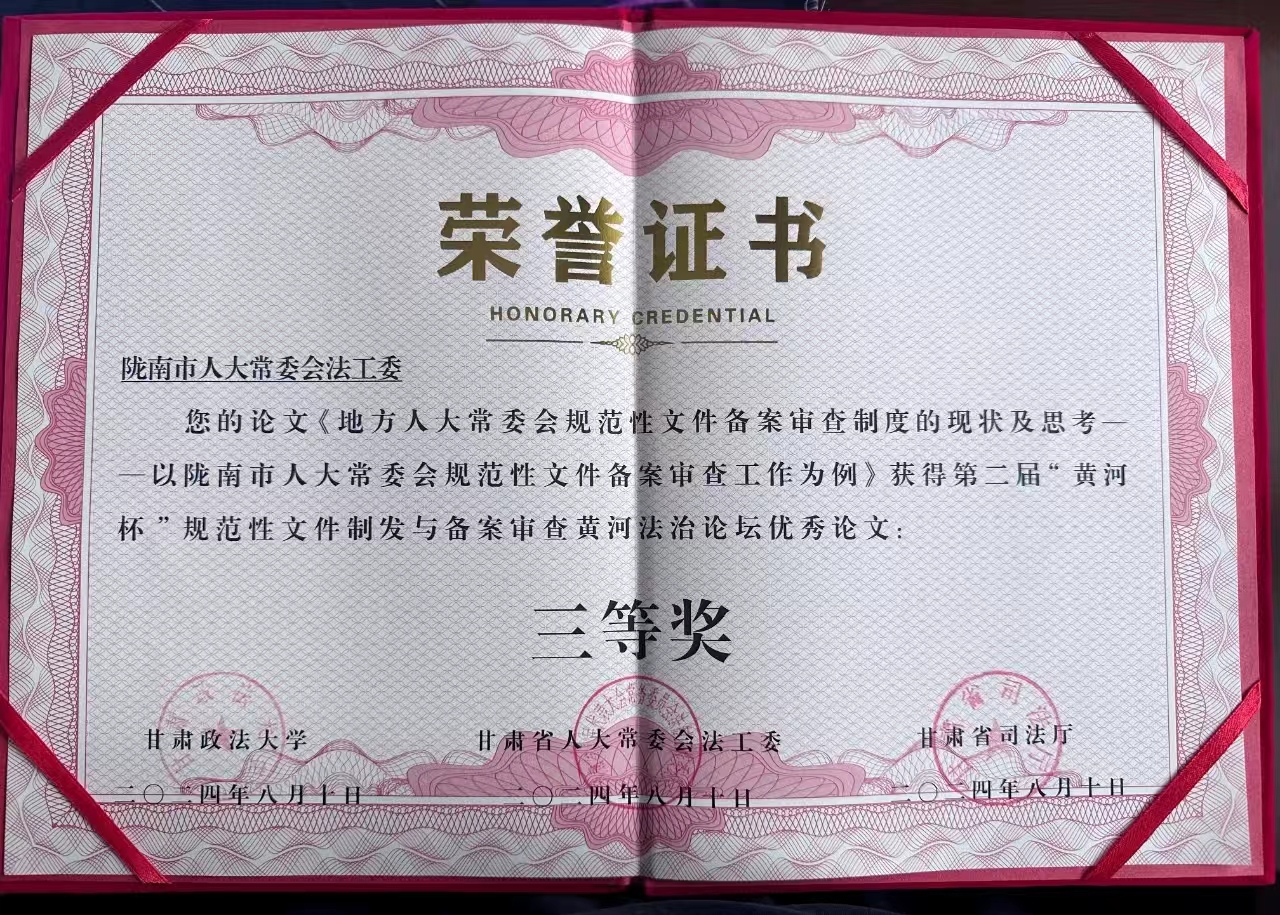 荣誉证书
HONORARY CREDENTIAL
陇南市人大常委会法工委
您的论文《地方人大常委会规范性文件备案审查制度的现状及思考—
—以陇南市人大常委会规范性文件备案审查工作为例》获得第二届“黄河
杯”规范性文件制发与备案审查黄河法治论坛优秀论文：
三等奖
甘肃政法大学 甘肃省人大常委会法工委 甘肃省司法厅
二〇二四年八月十日 二〇二四年八月十日 二〇二四年八月十日